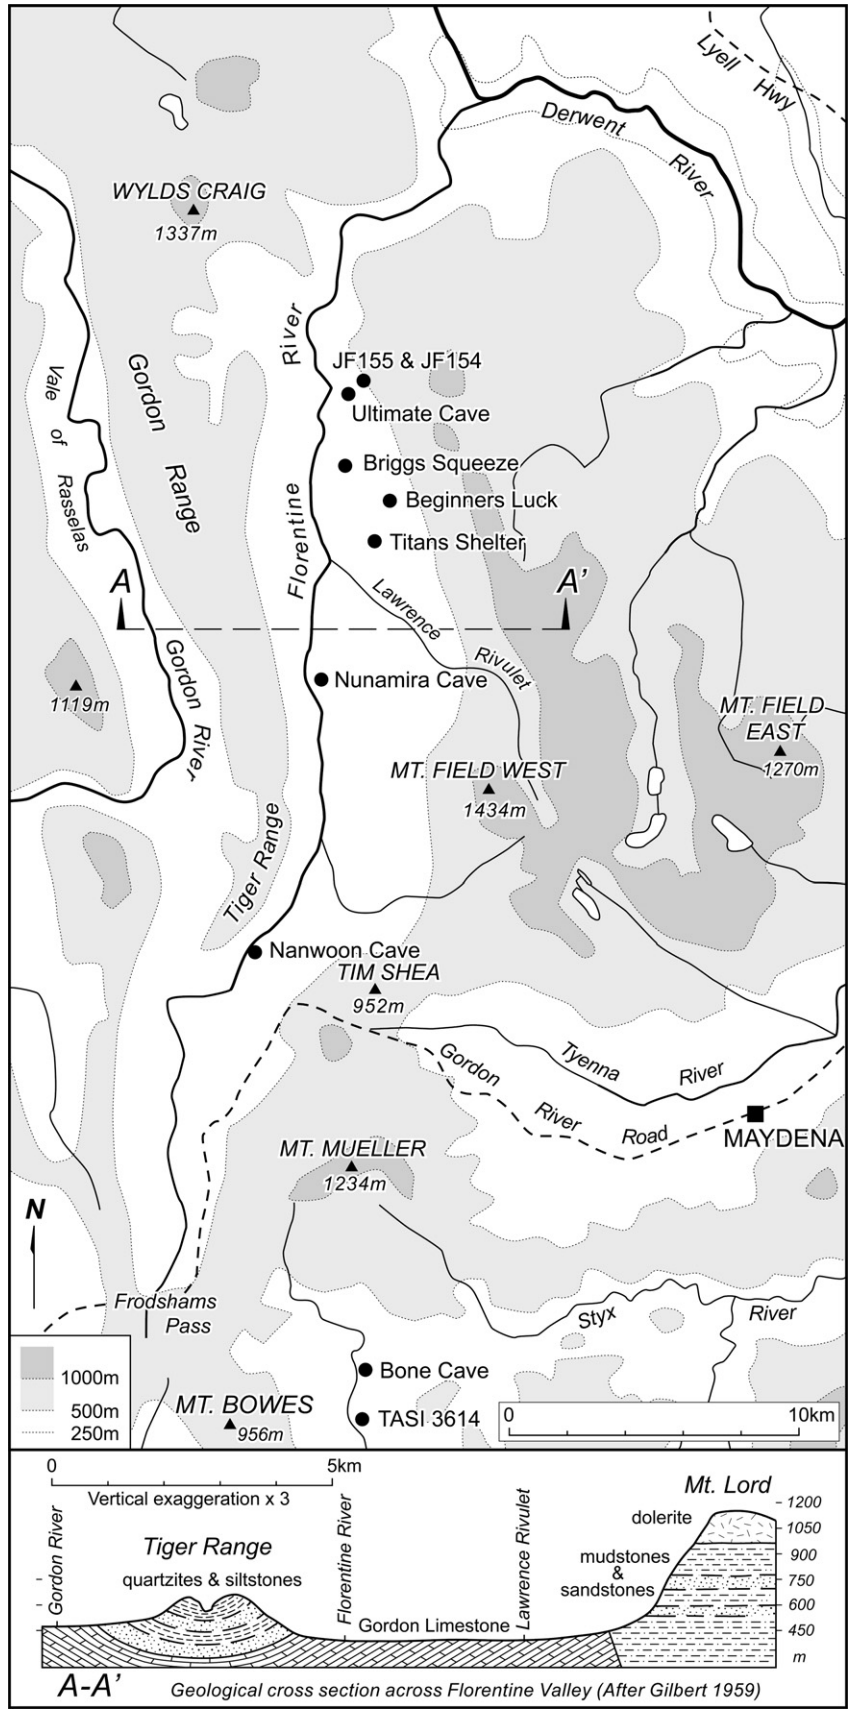 Lyell Hwy
Derwent River
WYLDS CRAIG
1337m
River
JF155 & JF154
Ultimate Cave
Vale of Rasselas
Gordon Range
Briggs Squeeze
Beginners Luck
Florentine
Titans Shelter
A
A’
Lawrence Rivulet
Gordon River
Nunamira Cave
1119m
MT. FIELD
EAST
1270m
MT. FIELD WEST
1434m
Tiger Range
Nanwoon Cave
TIM SHEA
952m
Tyenna River
Gordon River Road
MAYDENA
MT. MUELLER
1234m
N
Frodshams
Pass
Styx River
1000m
500m
250m
Bone Cave
MT. BOWES
956m
TASI 3614
0 10km
0 5km
Vertical exaggeration x 3
Mt. Lord
Gordon River
Tiger Range
quartzites & siltstones
Florentine River
Gordon Limestone
Lawrence Rivulet
dolerite
mudstones
&
sandstones
1200
1050
900
750
600
450
m
A-A’ Geological cross section across Florentine Valley (After Gilbert 1959)